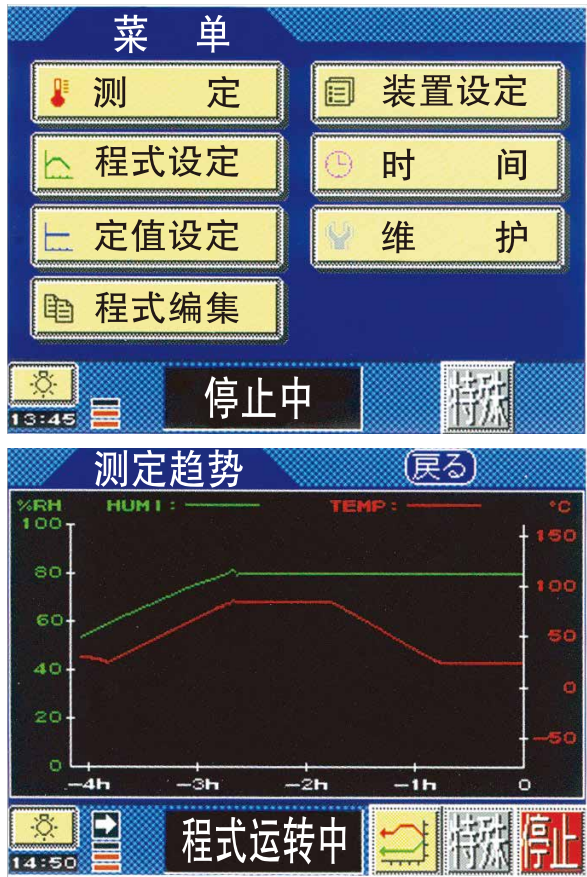 菜 单
测 定 装置设定
程式设定 时 间
定值设定 维 护
程式编集
停止中 特殊
13:45
测定趋势 戻る
%RH HUMI: TEMP: °C
100
150
80
100
60
50
40
0
20
-50
0
-4h -3h -2h -1h 0
程式运转中 特殊 停止
14:50